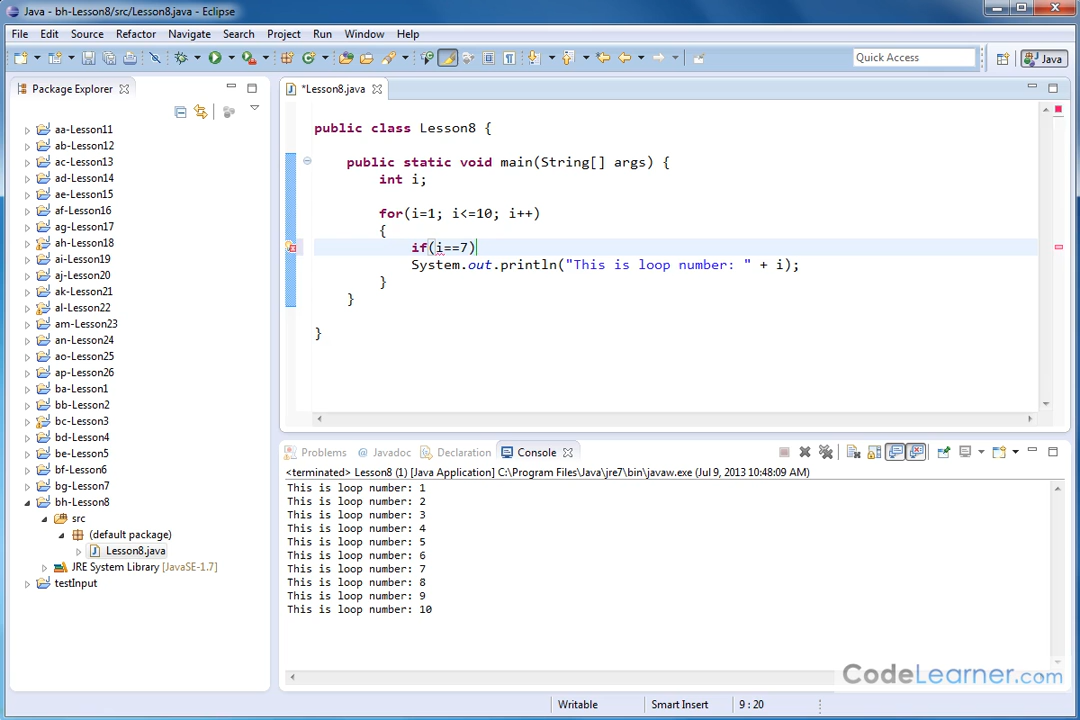 Java - bh-Lesson8/src/Lesson8.java - Eclipse
File Edit Source Refactor Navigate Search Project Run Window Help
Quick Access
Java
Package Explorer
*Lesson8.java
aa-Lesson11
ab-Lesson12
ac-Lesson13
ad-Lesson14
ae-Lesson15
af-Lesson16
ag-Lesson17
ah-Lesson18
ai-Lesson19
aj-Lesson20
ak-Lesson21
al-Lesson22
am-Lesson23
an-Lesson24
ao-Lesson25
ap-Lesson26
ba-Lesson1
bb-Lesson2
bc-Lesson3
bd-Lesson4
be-Lesson5
bf-Lesson6
bg-Lesson7
bh-Lesson8
src
(default package)
Lesson8.java
JRE System Library [JavaSE-1.7]
testInput
public class Lesson8 {
public static void main(String[] args) {
int i;
for(i=1; i<=10; i++)
{
if(i==7)
System.out.println("This is loop number: " + i);
}
}
}
Problems @ Javadoc Declaration Console
<terminated> Lesson8 (1) [Java Application] C:\Program Files\Java\jre7\bin\javaw.exe (Jul 9, 2013 10:48:09 AM)
This is loop number: 1
This is loop number: 2
This is loop number: 3
This is loop number: 4
This is loop number: 5
This is loop number: 6
This is loop number: 7
This is loop number: 8
This is loop number: 9
This is loop number: 10
CodeLearner.com
Writable Smart Insert 9 : 20